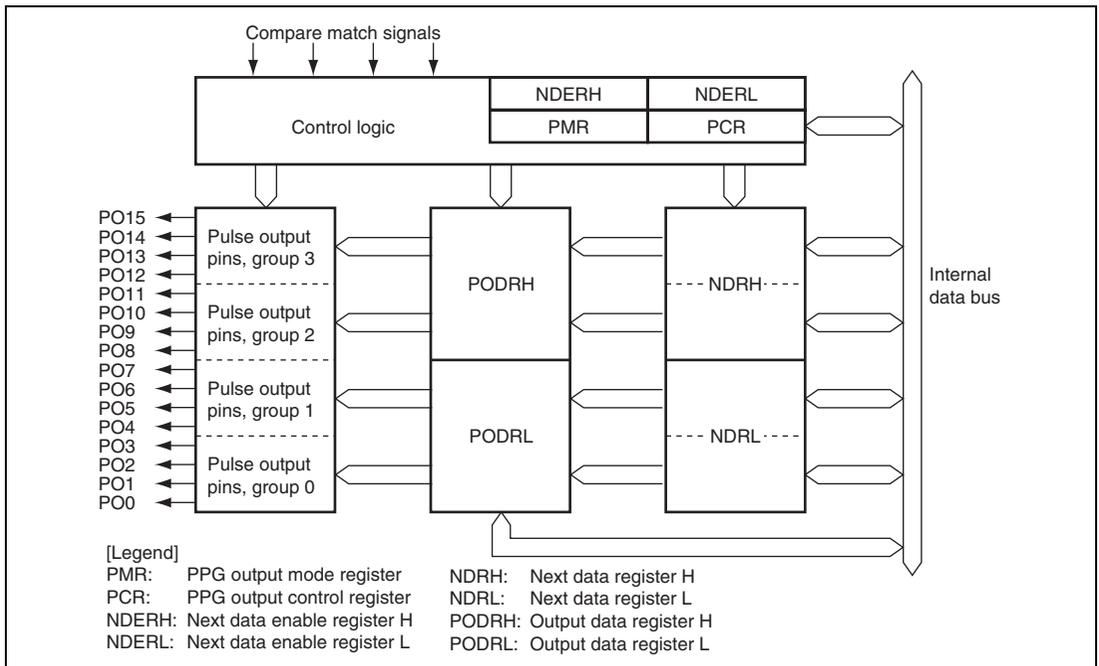 Compare match signals
Control logic
NDERH
NDERL
PMR
PCR
PO15
PO14
PO13
PO12
PO11
PO10
PO9
PO8
PO7
PO6
PO5
PO4
PO3
PO2
PO1
PO0
Pulse output
pins, group 3
Pulse output
pins, group 2
Pulse output
pins, group 1
Pulse output
pins, group 0
PODRH
PODRL
NDRH
NDRL
Internal
data bus
[Legend]
PMR: PPG output mode register
PCR: PPG output control register
NDERH: Next data enable register H
NDERL: Next data enable register L
NDRH: Next data register H
NDRL: Next data register L
PODRH: Output data register H
PODRL: Output data register L